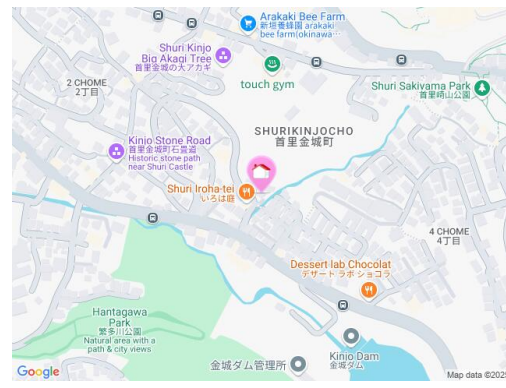 Arakaki Bee Farm
新垣養蜂園 arakaki
bee farm(okinawa…
Shuri Kinjo
Big Akagi Tree
首里金城の大アカギ
touch gym
2 CHOME
2丁目
Shuri Sakiyama Park
首里崎山公園
SHURIKINJOCHO
首里金城町
Kinjo Stone Road
首里金城町石畳道
Historic stone path
near Shuri Castle
Shuri Iroha-tei
いろは庭
4 CHOME
4丁目
Dessert lab Chocolat
デザート ラボ ショコラ
Hantagawa
Park
繁多川公園
Natural area with a
path & city views
Kinjo Dam
金城ダム
金城ダム管理所
Google
Map data ©2025